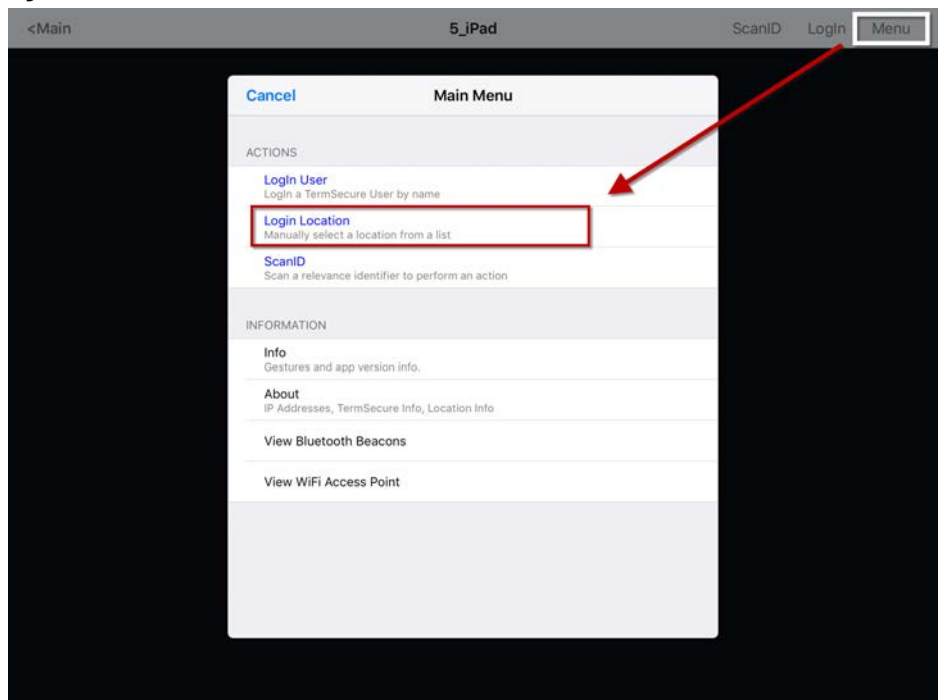 <Main 5_iPad ScanID LogIn Menu
Cancel Main Menu
ACTIONS
LogIn User
LogIn a TermSecure User by name
Login Location
Manually select a location from a list
ScanID
Scan a relevance identifier to perform an action
INFORMATION
Info
Gestures and app version info.
About
IP Addresses, TermSecure Info, Location Info
View Bluetooth Beacons
View WiFi Access Point